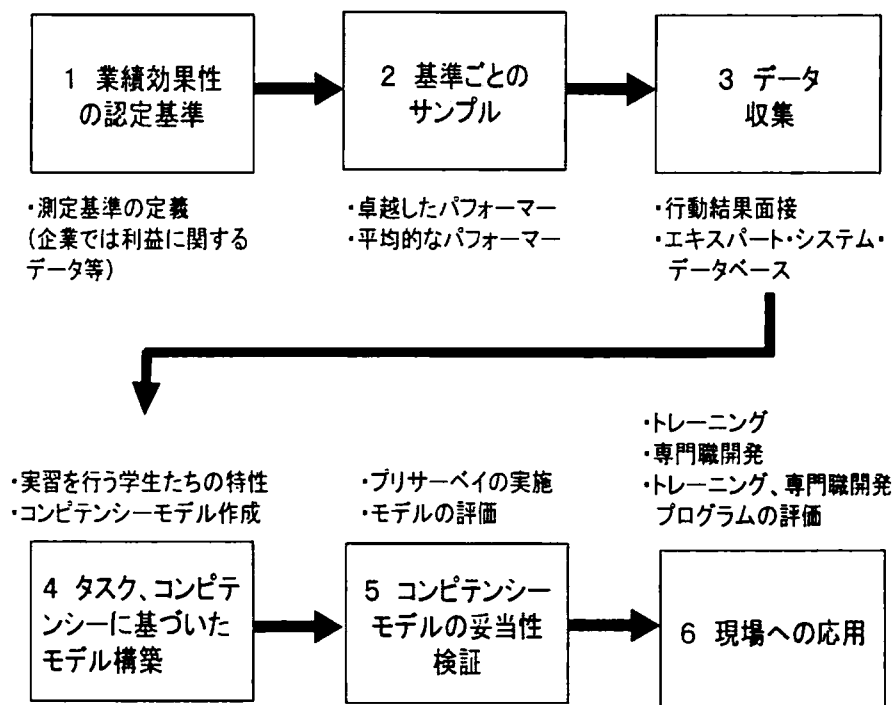 1 業績効果性
の認定基準
2 基準ごとの
サンプル
3 データ
収集
・測定基準の定義
(企業では利益に関する
データ等)
・卓越したパフォーマー
・平均的なパフォーマー
・行動結果面接
・エキスパート・システム・
データベース
・実習を行う学生たちの特性
・コンピテンシーモデル作成
・プリサーベイの実施
・モデルの評価
・トレーニング
・専門職開発
・トレーニング、専門職開発
プログラムの評価
4 タスク、コンピテ
ンシーに基づいた
モデル構築
5 コンピテンシー
モデルの妥当性
検証
6 現場への応用